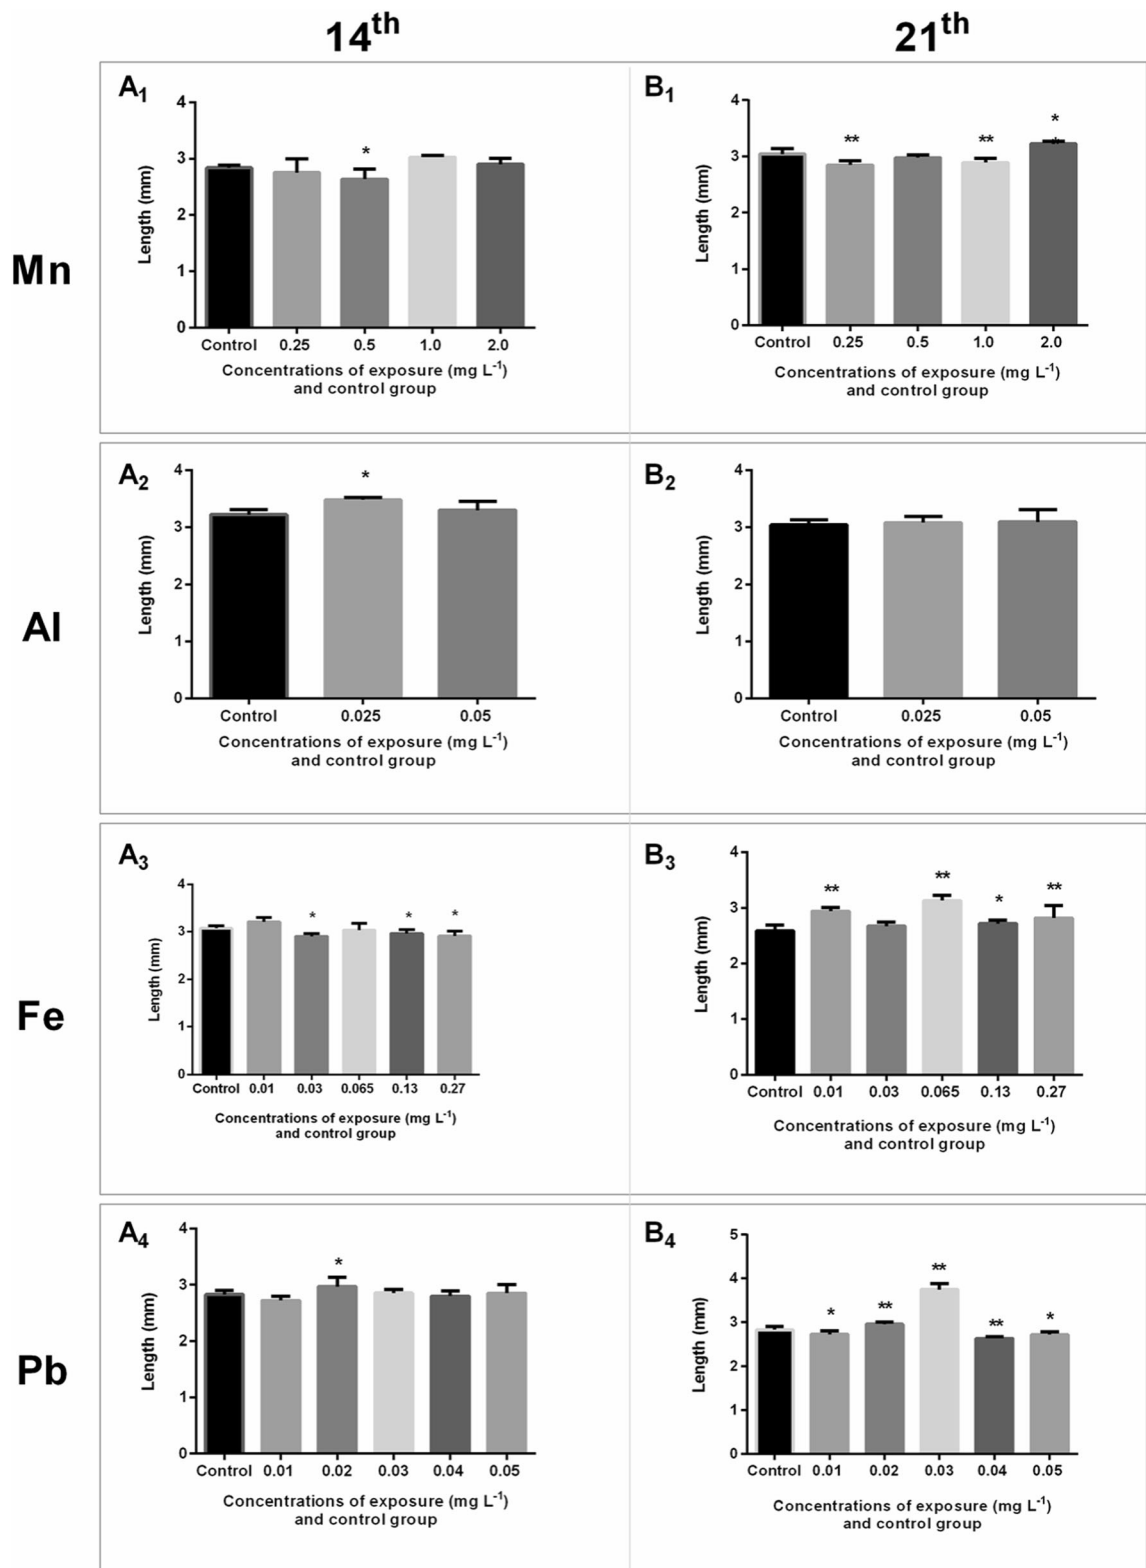 14th
21th
Mn
A1
4
3
2
1
0
Length (mm)
*
Control 0.25 0.5 1.0 2.0
Concentrations of exposure (mg L-1)
and control group
B1
4
3
2
1
0
Length (mm)
** ** *
Control 0.25 0.5 1.0 2.0
Concentrations of exposure (mg L-1)
and control group
Al
A2
4
3
2
1
0
Length (mm)
*
Control 0.025 0.05
Concentrations of exposure (mg L-1)
and control group
B2
4
3
2
1
0
Length (mm)
Control 0.025 0.05
Concentrations of exposure (mg L-1)
and control group
Fe
A3
4
3
2
1
0
Length (mm)
* * *
Control 0.01 0.03 0.065 0.13 0.27
Concentrations of exposure (mg L-1)
and control group
B3
4
3
2
1
0
Length (mm)
** ** * **
Control 0.01 0.03 0.065 0.13 0.27
Concentrations of exposure (mg L-1)
and control group
Pb
A4
4
3
2
1
0
Length (mm)
*
Control 0.01 0.02 0.03 0.04 0.05
Concentrations of exposure (mg L-1)
and control group
B4
5
4
3
2
1
0
Length (mm)
* ** ** ** *
Control 0.01 0.02 0.03 0.04 0.05
Concentrations of exposure (mg L-1)
and control group